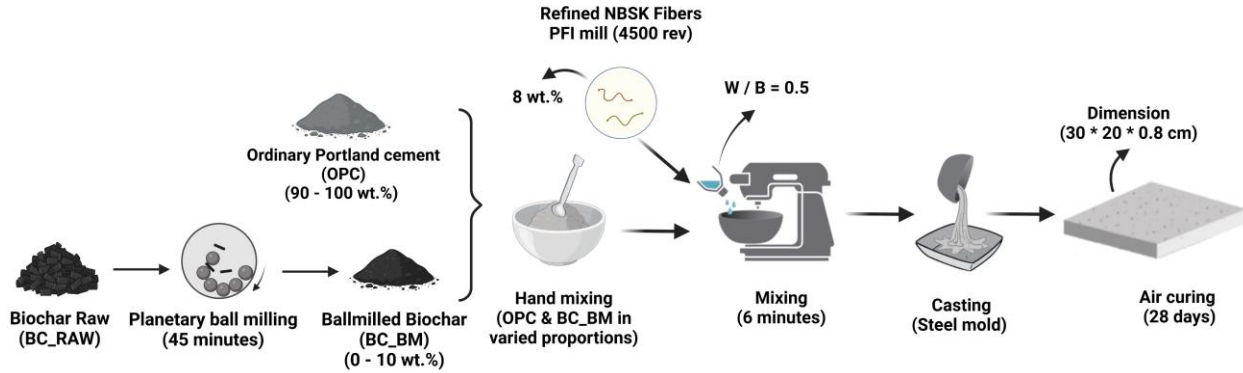 Refined NBSK Fibers
PFI mill (4500 rev)
8 wt.%
W / B = 0.5
Dimension
(30 * 20 * 0.8 cm)
Ordinary Portland cement
(OPC)
(90 - 100 wt.%)
Biochar Raw
(BC_RAW)
Planetary ball milling
(45 minutes)
Ballmilled Biochar
(BC_BM)
(0 - 10 wt.%)
Hand mixing
(OPC & BC_BM in
varied proportions)
Mixing
(6 minutes)
Casting
(Steel mold)
Air curing
(28 days)